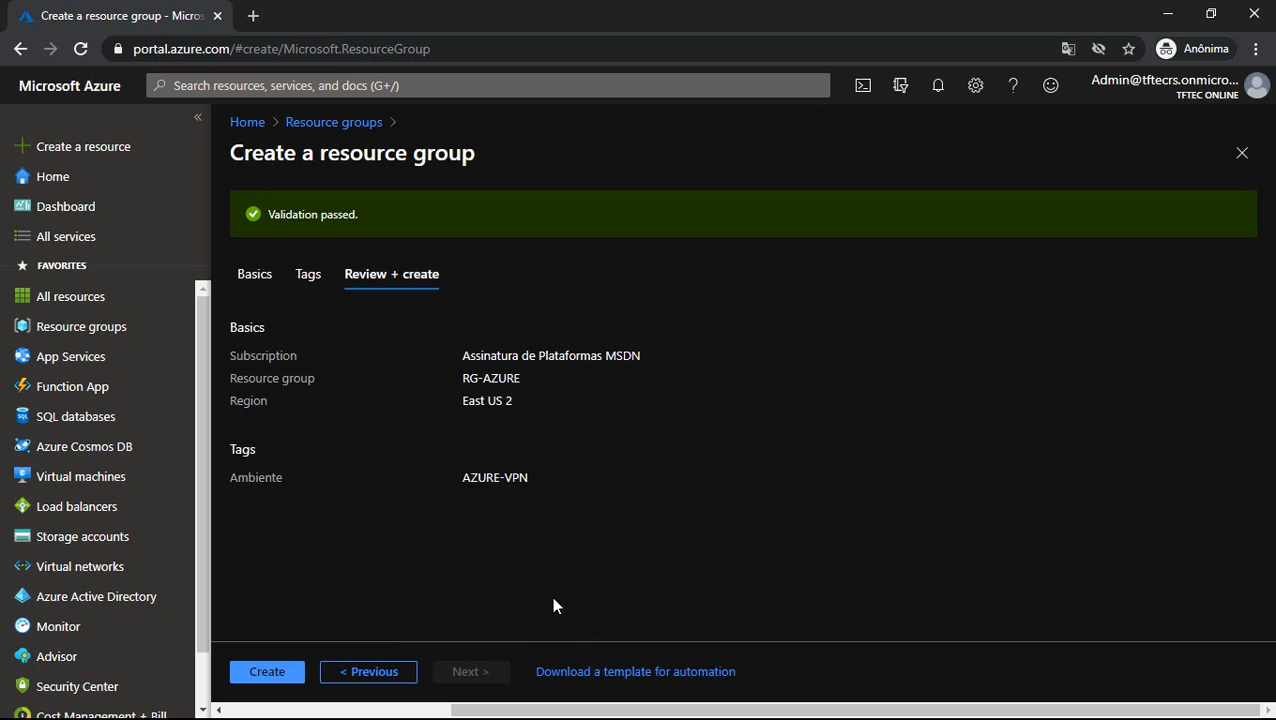 Create a resource group - Micros
portal.azure.com/#create/Microsoft.ResourceGroup
Anônima
Microsoft Azure
Search resources, services, and docs (G+/)
Admin@tftecrs.onmicro...
TFTEC ONLINE
Create a resource
Home
Dashboard
All services
FAVORITES
All resources
Resource groups
App Services
Function App
SQL databases
Azure Cosmos DB
Virtual machines
Load balancers
Storage accounts
Virtual networks
Azure Active Directory
Monitor
Advisor
Security Center
Cost Management + Bill
Home > Resource groups >
Create a resource group
Validation passed.
Basics Tags Review + create
Basics
Subscription Assinatura de Plataformas MSDN
Resource group RG-AZURE
Region East US 2
Tags
Ambiente AZURE-VPN
Create < Previous Next > Download a template for automation